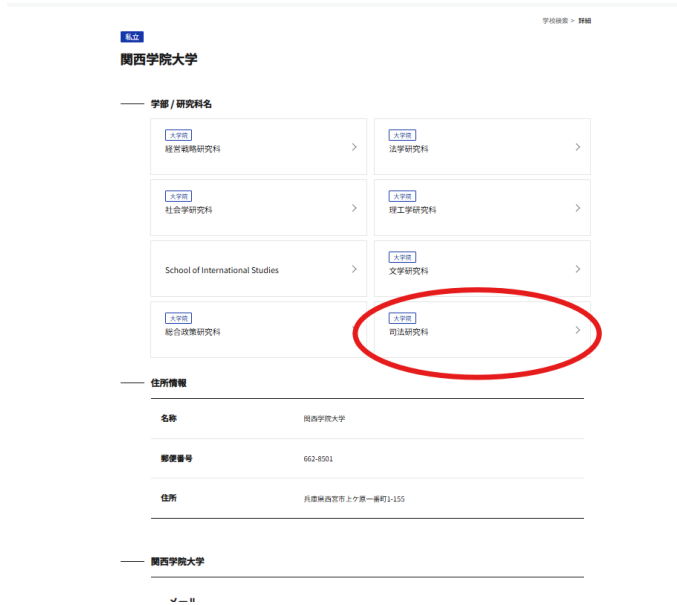 学校検索 > 詳細
私立
関西学院大学
学部 / 研究科名
大学院
経営戦略研究科
大学院
法学研究科
大学院
社会学研究科
大学院
理工学研究科
School of International Studies
大学院
文学研究科
大学院
総合政策研究科
大学院
司法研究科
住所情報
名称 関西学院大学
郵便番号 662-8501
住所 兵庫県西宮市上ケ原一番町1-155
関西学院大学
メール